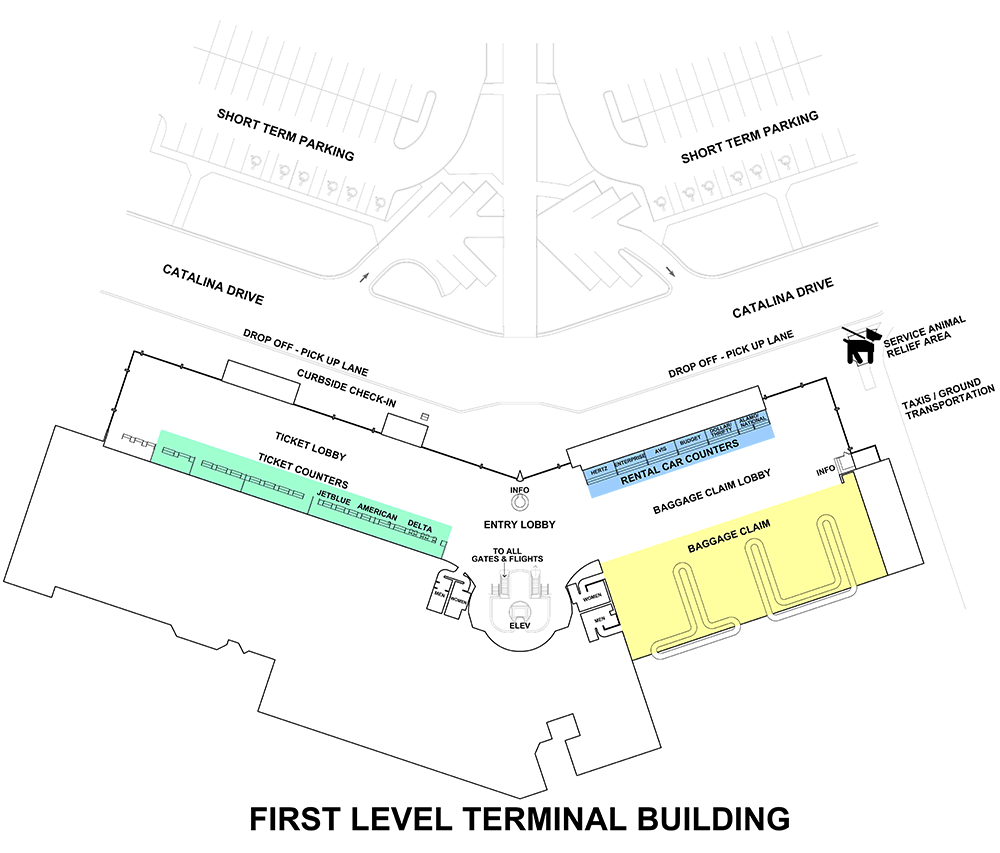 SHORT TERM PARKING
SHORT TERM PARKING
CATALINA DRIVE
CATALINA DRIVE
DROP OFF - PICK UP LANE
DROP OFF - PICK UP LANE
SERVICE ANIMAL
RELIEF AREA
CURBSIDE CHECK-IN
TAXIS / GROUND
TRANSPORTATION
TICKET LOBBY
TICKET COUNTERS
JETBLUE
AMERICAN
DELTA
HERTZ
ENTERPRISE
AVIS
BUDGET
DOLLAR/
THRIFTY
ALAMO/
NATIONAL
RENTAL CAR COUNTERS
BAGGAGE CLAIM LOBBY
INFO
INFO
ENTRY LOBBY
BAGGAGE CLAIM
TO ALL
GATES & FLIGHTS
MEN
WOMEN
ELEV
WOMEN
MEN
FIRST LEVEL TERMINAL BUILDING